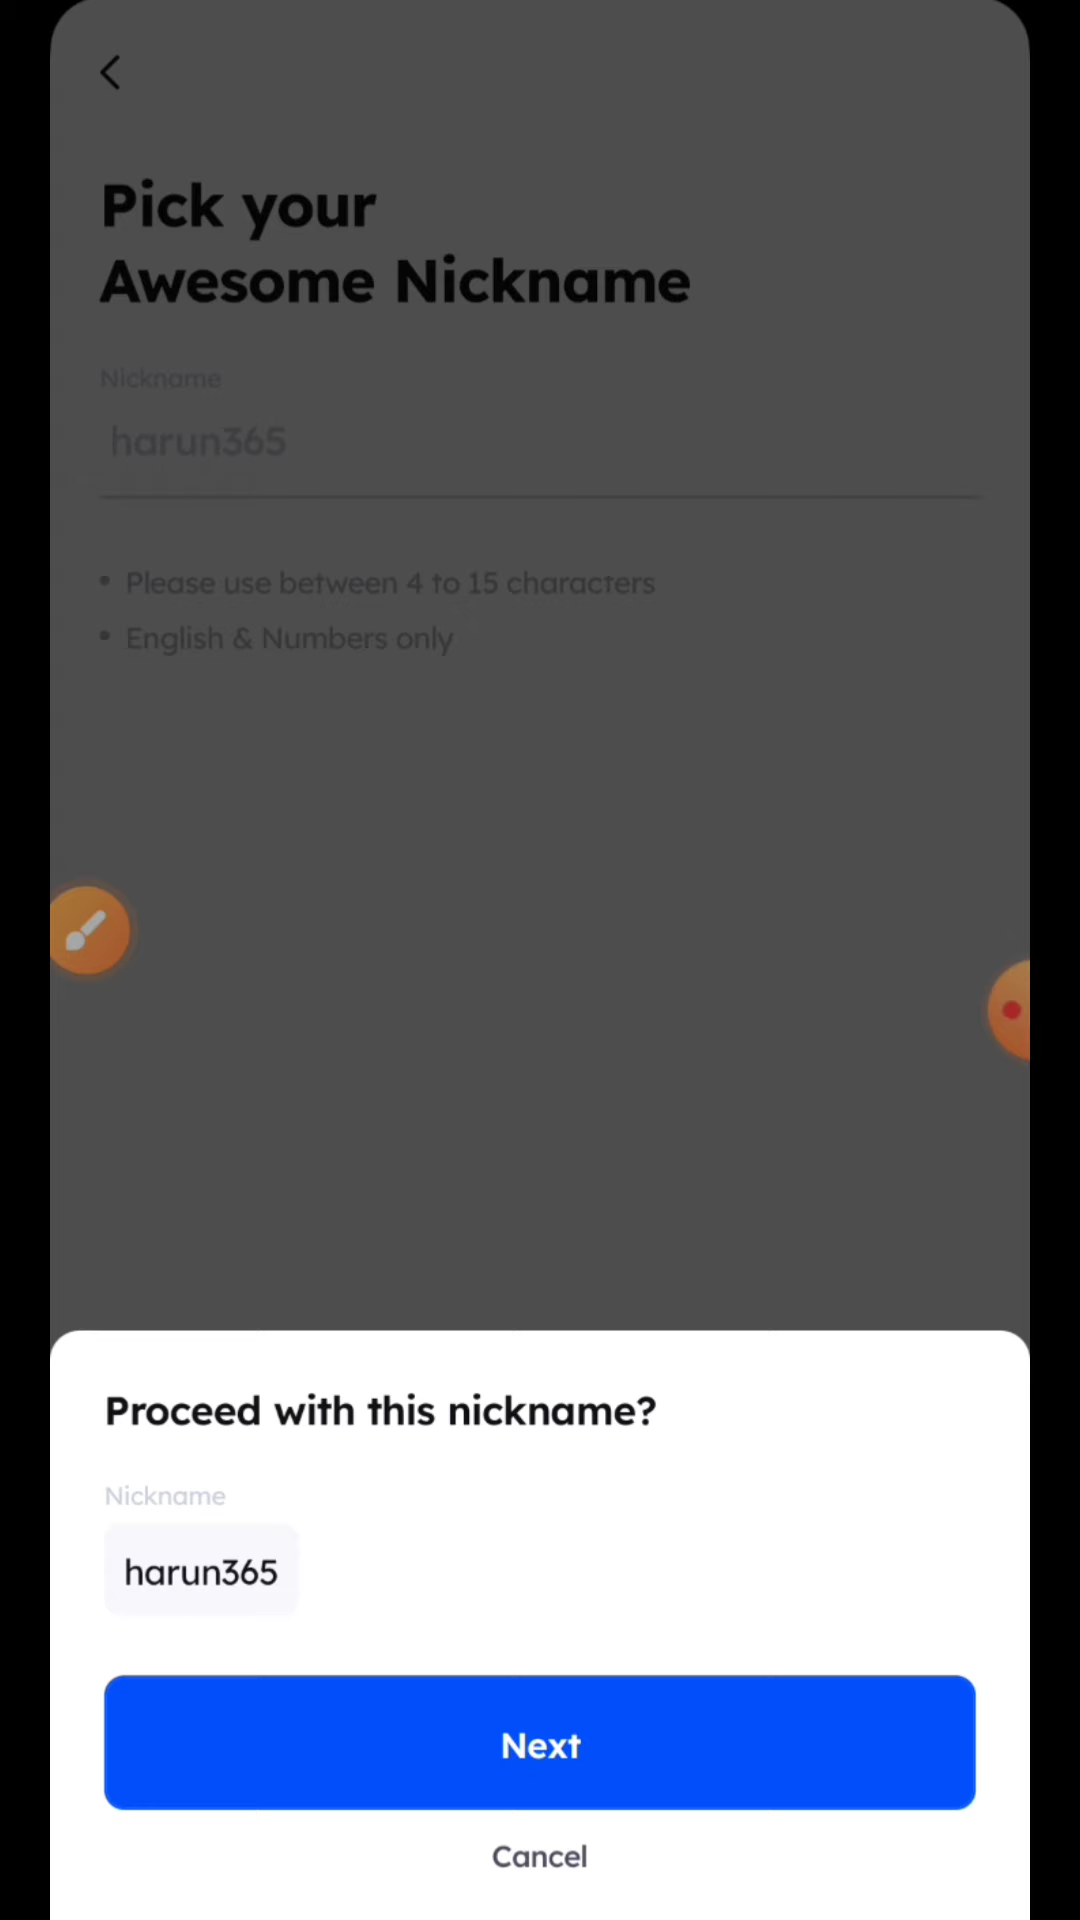 Pick your
Awesome Nickname
Nickname
harun365
• Please use between 4 to 15 characters
• English & Numbers only
Proceed with this nickname?
Nickname
harun365
Next
Cancel